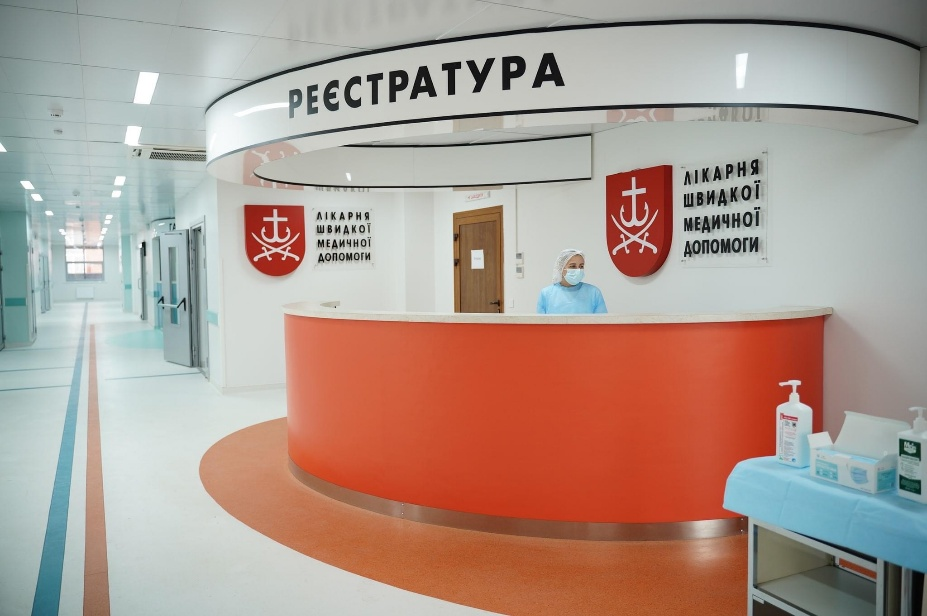 РЕЄСТРАТУРА
ЛІКАРНЯ
ШВИДКОЇ
МЕДИЧНОЇ
ДОПОМОГИ
ЛІКАРНЯ
ШВИДКОЇ
МЕДИЧНОЇ
ДОПОМОГИ